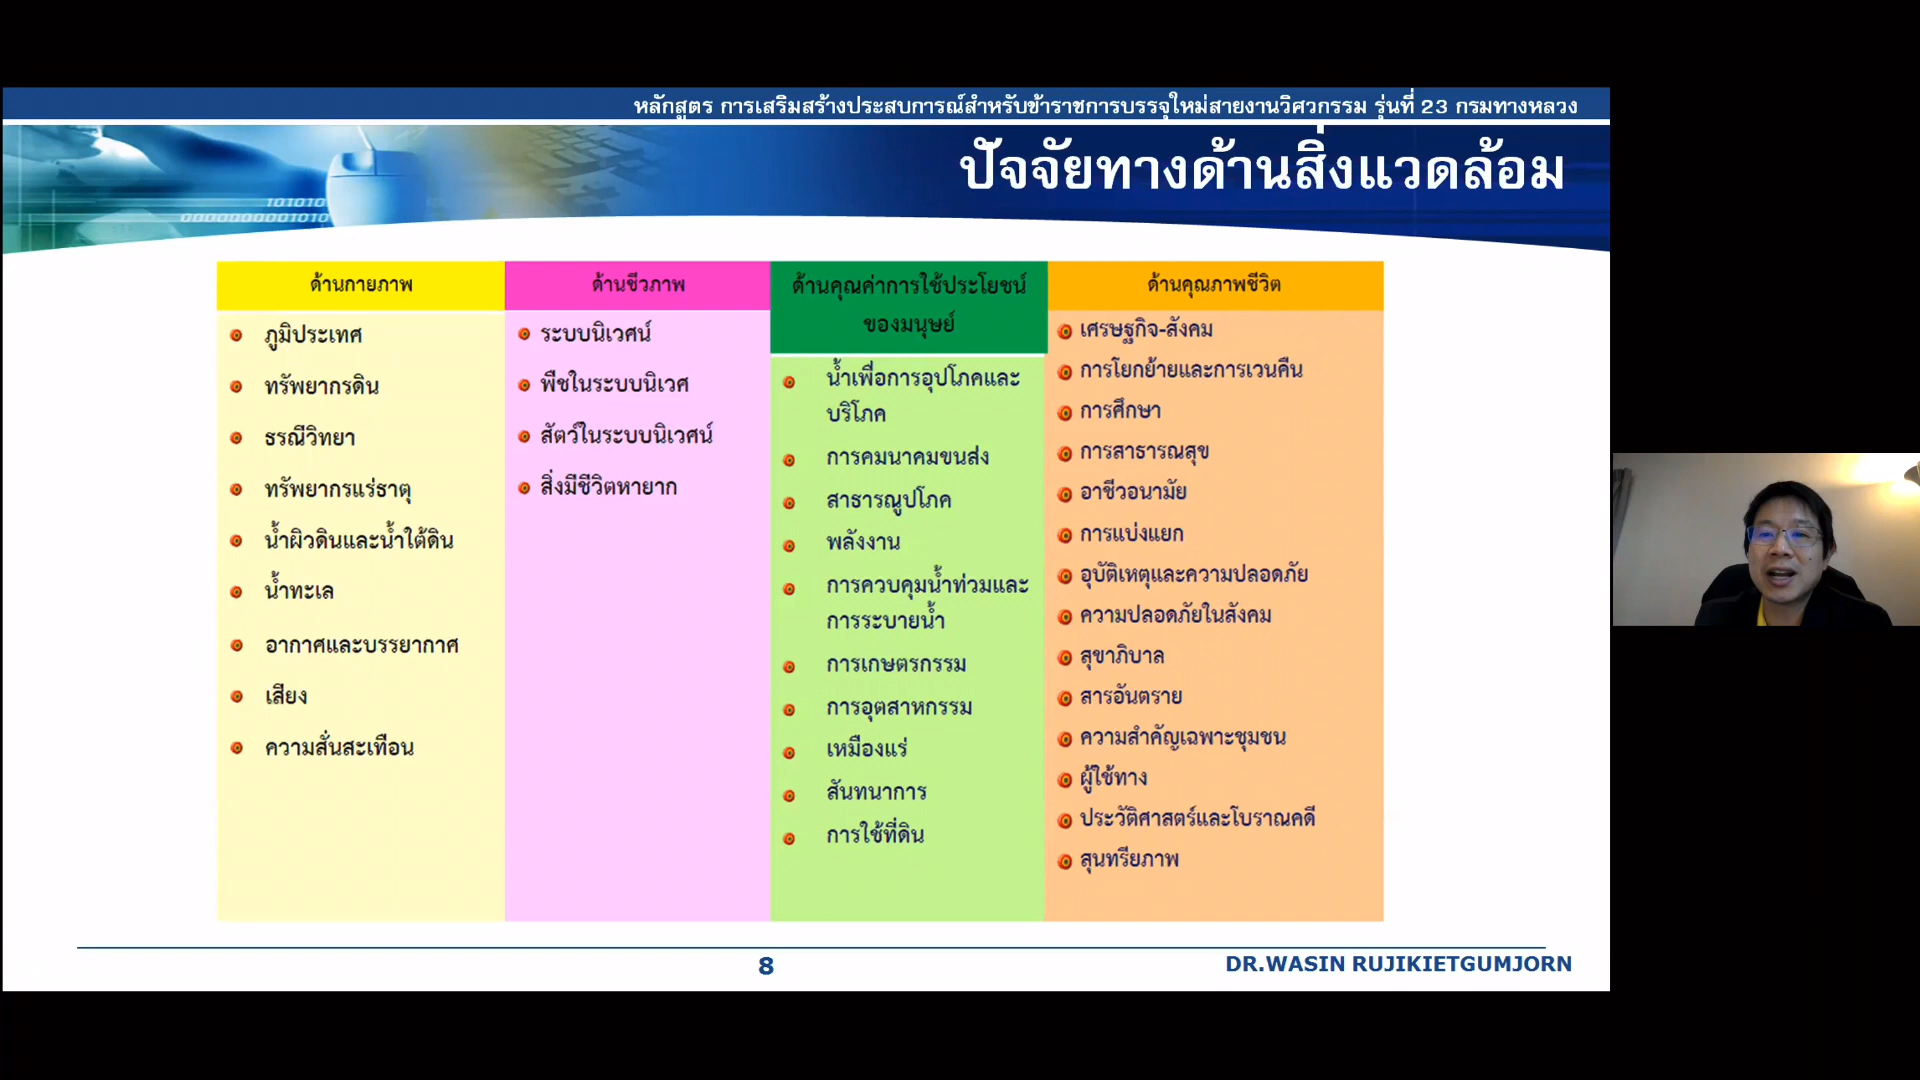 หลักสูตร การเสริมสร้างประสบการณ์สำหรับข้าราชการบรรจุใหม่สายงานวิศวกรรม รุ่นที่ 23 กรมทางหลวง
ปัจจัยทางด้านสิ่งแวดล้อม
101010
0000000001010
ด้านกายภาพ
ภูมิประเทศ
ทรัพยากรดิน
ธรณีวิทยา
ทรัพยากรแร่ธาตุ
น้ำผิวดินและน้ำใต้ดิน
น้ำทะเล
อากาศและบรรยากาศ
เสียง
ความสั่นสะเทือน
ด้านชีวภาพ
ระบบนิเวศน์
พืชในระบบนิเวศ
สัตว์ในระบบนิเวศน์
สิ่งมีชีวิตหายาก
ด้านคุณค่าการใช้ประโยชน์
ของมนุษย์
น้ำเพื่อการอุปโภคและ
บริโภค
การคมนาคมขนส่ง
สาธารณูปโภค
พลังงาน
การควบคุมน้ำท่วมและ
การระบายน้ำ
การเกษตรกรรม
การอุตสาหกรรม
เหมืองแร่
สันทนาการ
การใช้ที่ดิน
ด้านคุณภาพชีวิต
เศรษฐกิจ-สังคม
การโยกย้ายและการเวนคืน
การศึกษา
การสาธารณสุข
อาชีวอนามัย
การแบ่งแยก
อุบัติเหตุและความปลอดภัย
ความปลอดภัยในสังคม
สุขาภิบาล
สารอันตราย
ความสำคัญเฉพาะชุมชน
ผู้ใช้ทาง
ประวัติศาสตร์และโบราณคดี
สุนทรียภาพ
8
DR.WASIN RUJIKIETGUMJORN